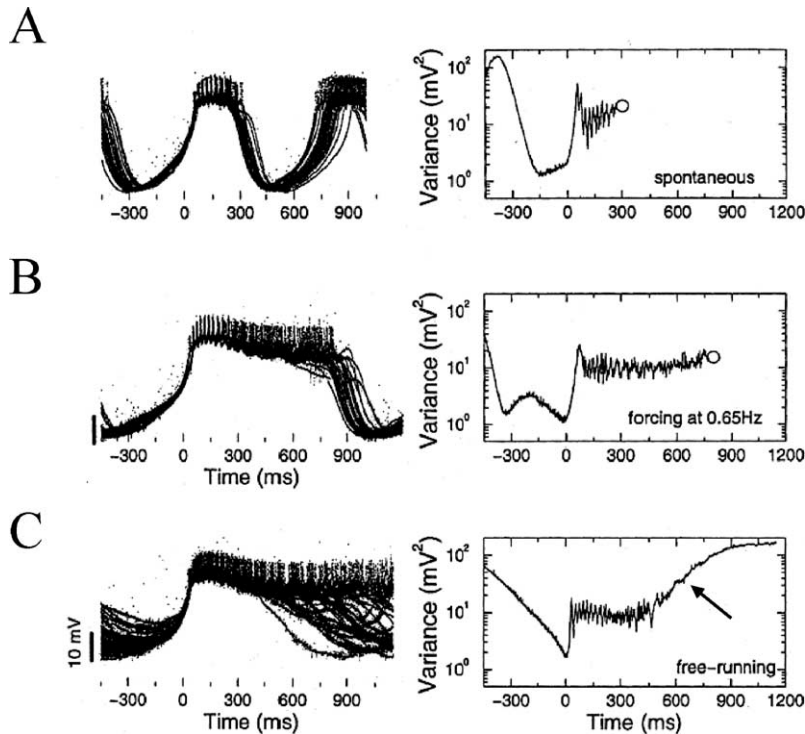 A
−300 0 300 600 900
Variance (mV²)
10²
10¹
10⁰
spontaneous
−300 0 300 600 900 1200
B
−300 0 300 600 900
Time (ms)
Variance (mV²)
10²
10¹
10⁰
forcing at 0.65Hz
−300 0 300 600 900 1200
C
10 mV
−300 0 300 600 900
Time (ms)
Variance (mV²)
10²
10¹
10⁰
free-running
−300 0 300 600 900 1200
Time (ms)